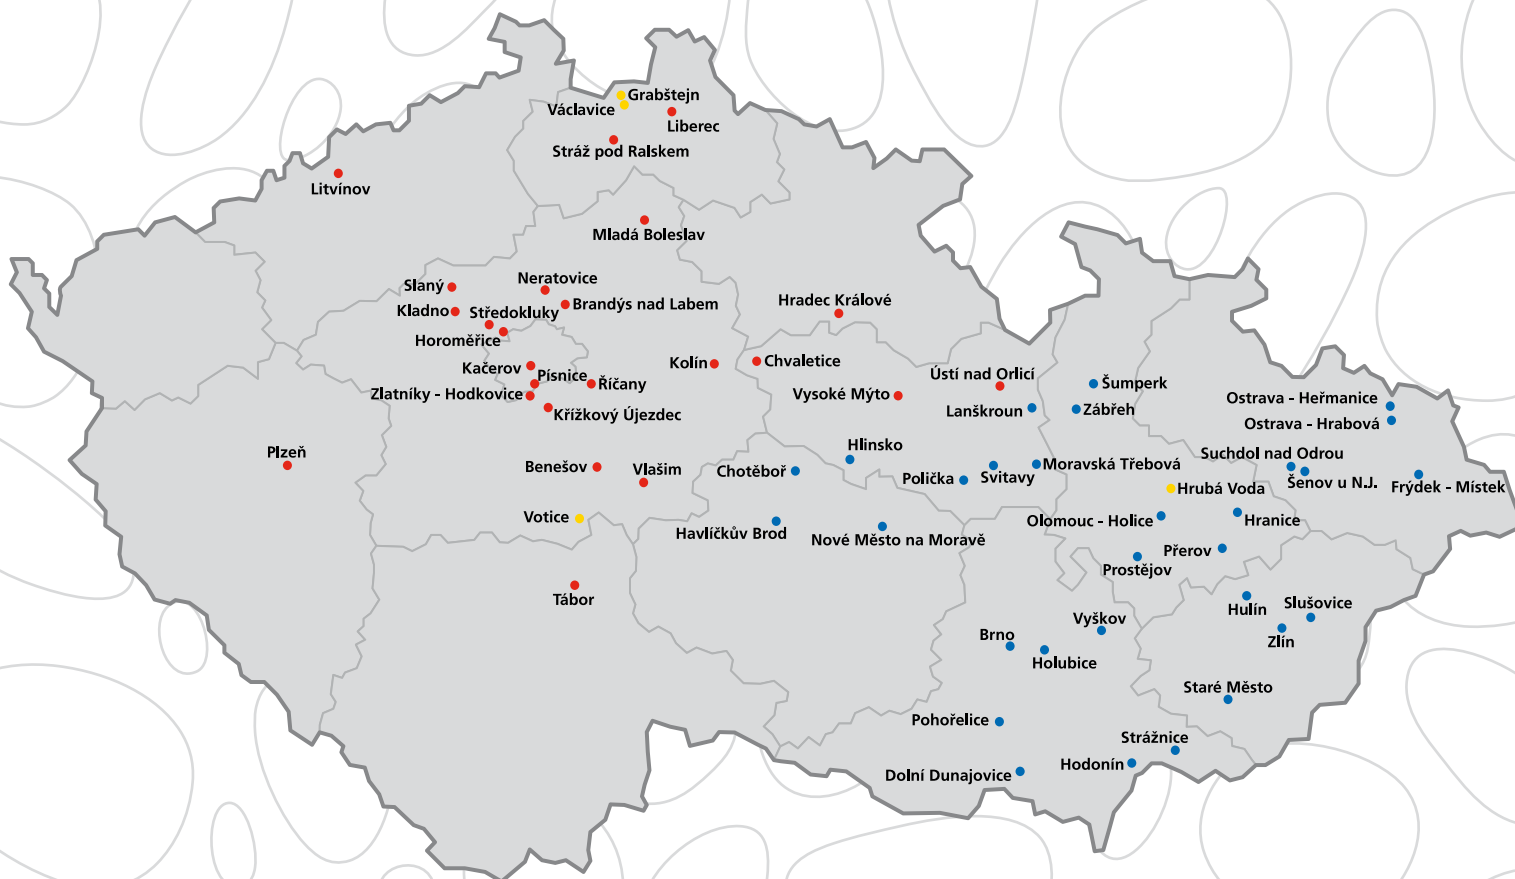 Grabštejn
Václavice
Liberec
Stráž pod Ralskem
Litvínov
Mladá Boleslav
Neratovice
Slaný
Brandýs nad Labem
Hradec Králové
Kladno
Středokluky
Horoměřice
Kolín
Chvaletice
Kačerov
Písnice
Říčany
Ústí nad Orlicí
Šumperk
Zlatníky - Hodkovice
Vysoké Mýto
Ostrava - Heřmanice
Křížkový Újezdec
Lanškroun
Zábřeh
Ostrava - Hrabová
Plzeň
Hlinsko
Suchdol nad Odrou
Benešov
Vlašim
Chotěboř
Moravská Třebová
Polička
Svitavy
Šenov u N.J.
Frýdek - Místek
Hrubá Voda
Votice
Olomouc - Holice
Hranice
Havlíčkův Brod
Nové Město na Moravě
Přerov
Prostějov
Tábor
Hulín
Slušovice
Vyškov
Brno
Zlín
Holubice
Staré Město
Pohořelice
Strážnice
Hodonín
Dolní Dunajovice